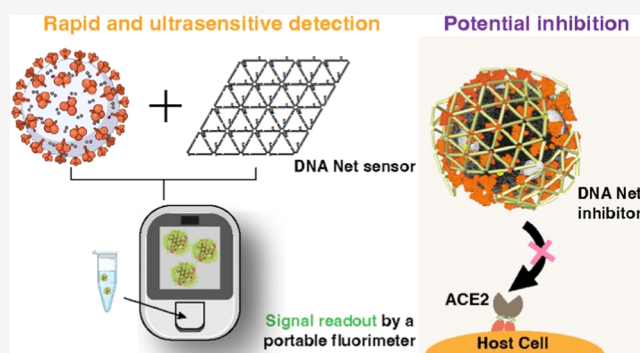 Rapid and ultrasensitive detection
DNA Net sensor
Signal readout by a
portable fluorimeter
Potential inhibition
DNA Net
inhibitor
ACE2
Host Cell